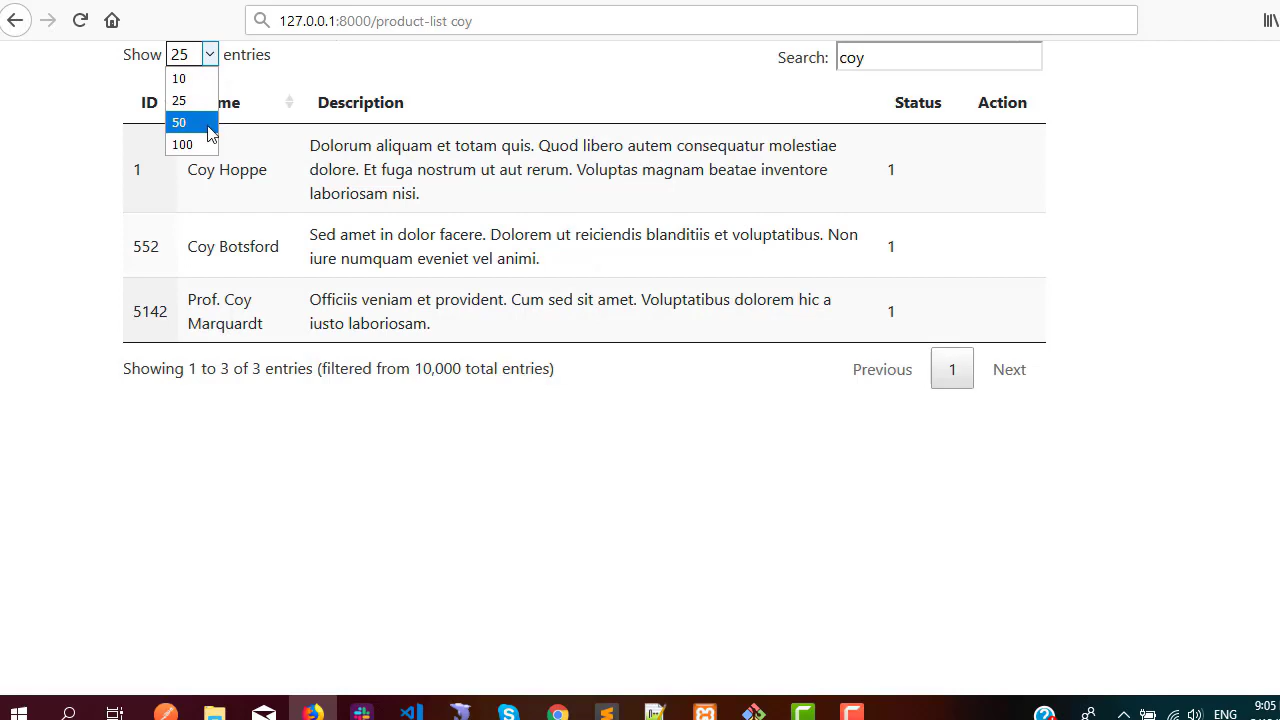 127.0.0.1:8000/product-list coy
Show 25 entries
Search: coy
10
25
50
100
ID me Description Status Action
1 Coy Hoppe Dolorum aliquam et totam quis. Quod libero autem consequatur molestiae
dolore. Et fuga nostrum ut aut rerum. Voluptas magnam beatae inventore
laboriosam nisi.
1
552 Coy Botsford Sed amet in dolor facere. Dolorem ut reiciendis blanditiis et voluptatibus. Non
iure numquam eveniet vel animi.
1
5142 Prof. Coy
Marquardt
Officiis veniam et provident. Cum sed sit amet. Voluptatibus dolorem hic a
iusto laboriosam.
1
Showing 1 to 3 of 3 entries (filtered from 10,000 total entries)
Previous 1 Next
ENG
9:05